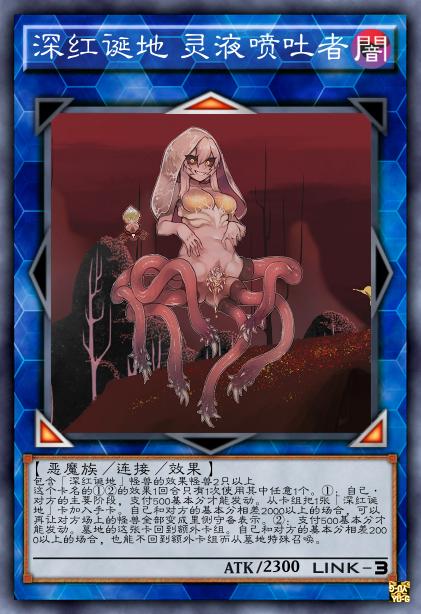 深红诞地 灵液喷吐者 闇
【恶魔族／连接／效果】
包含「深红诞地」怪兽的效果怪兽2只以上
这个卡名的①②的效果1回合只有1次使用其中任意1个。①：自己·
对方的主要阶段，支付500基本分才能发动。从卡组把1张「深红诞
地」卡加入手卡。自己和对方的基本分相差2000以上的场合，可以
再让对方场上的怪兽全部变成里侧守备表示。②：支付500基本分才
能发动。墓地的这张卡回到额外卡组。自己和对方的基本分相差200
0以上的场合，也能不回到额外卡组而从墓地特殊召唤。
ATK/2300 LINK-3